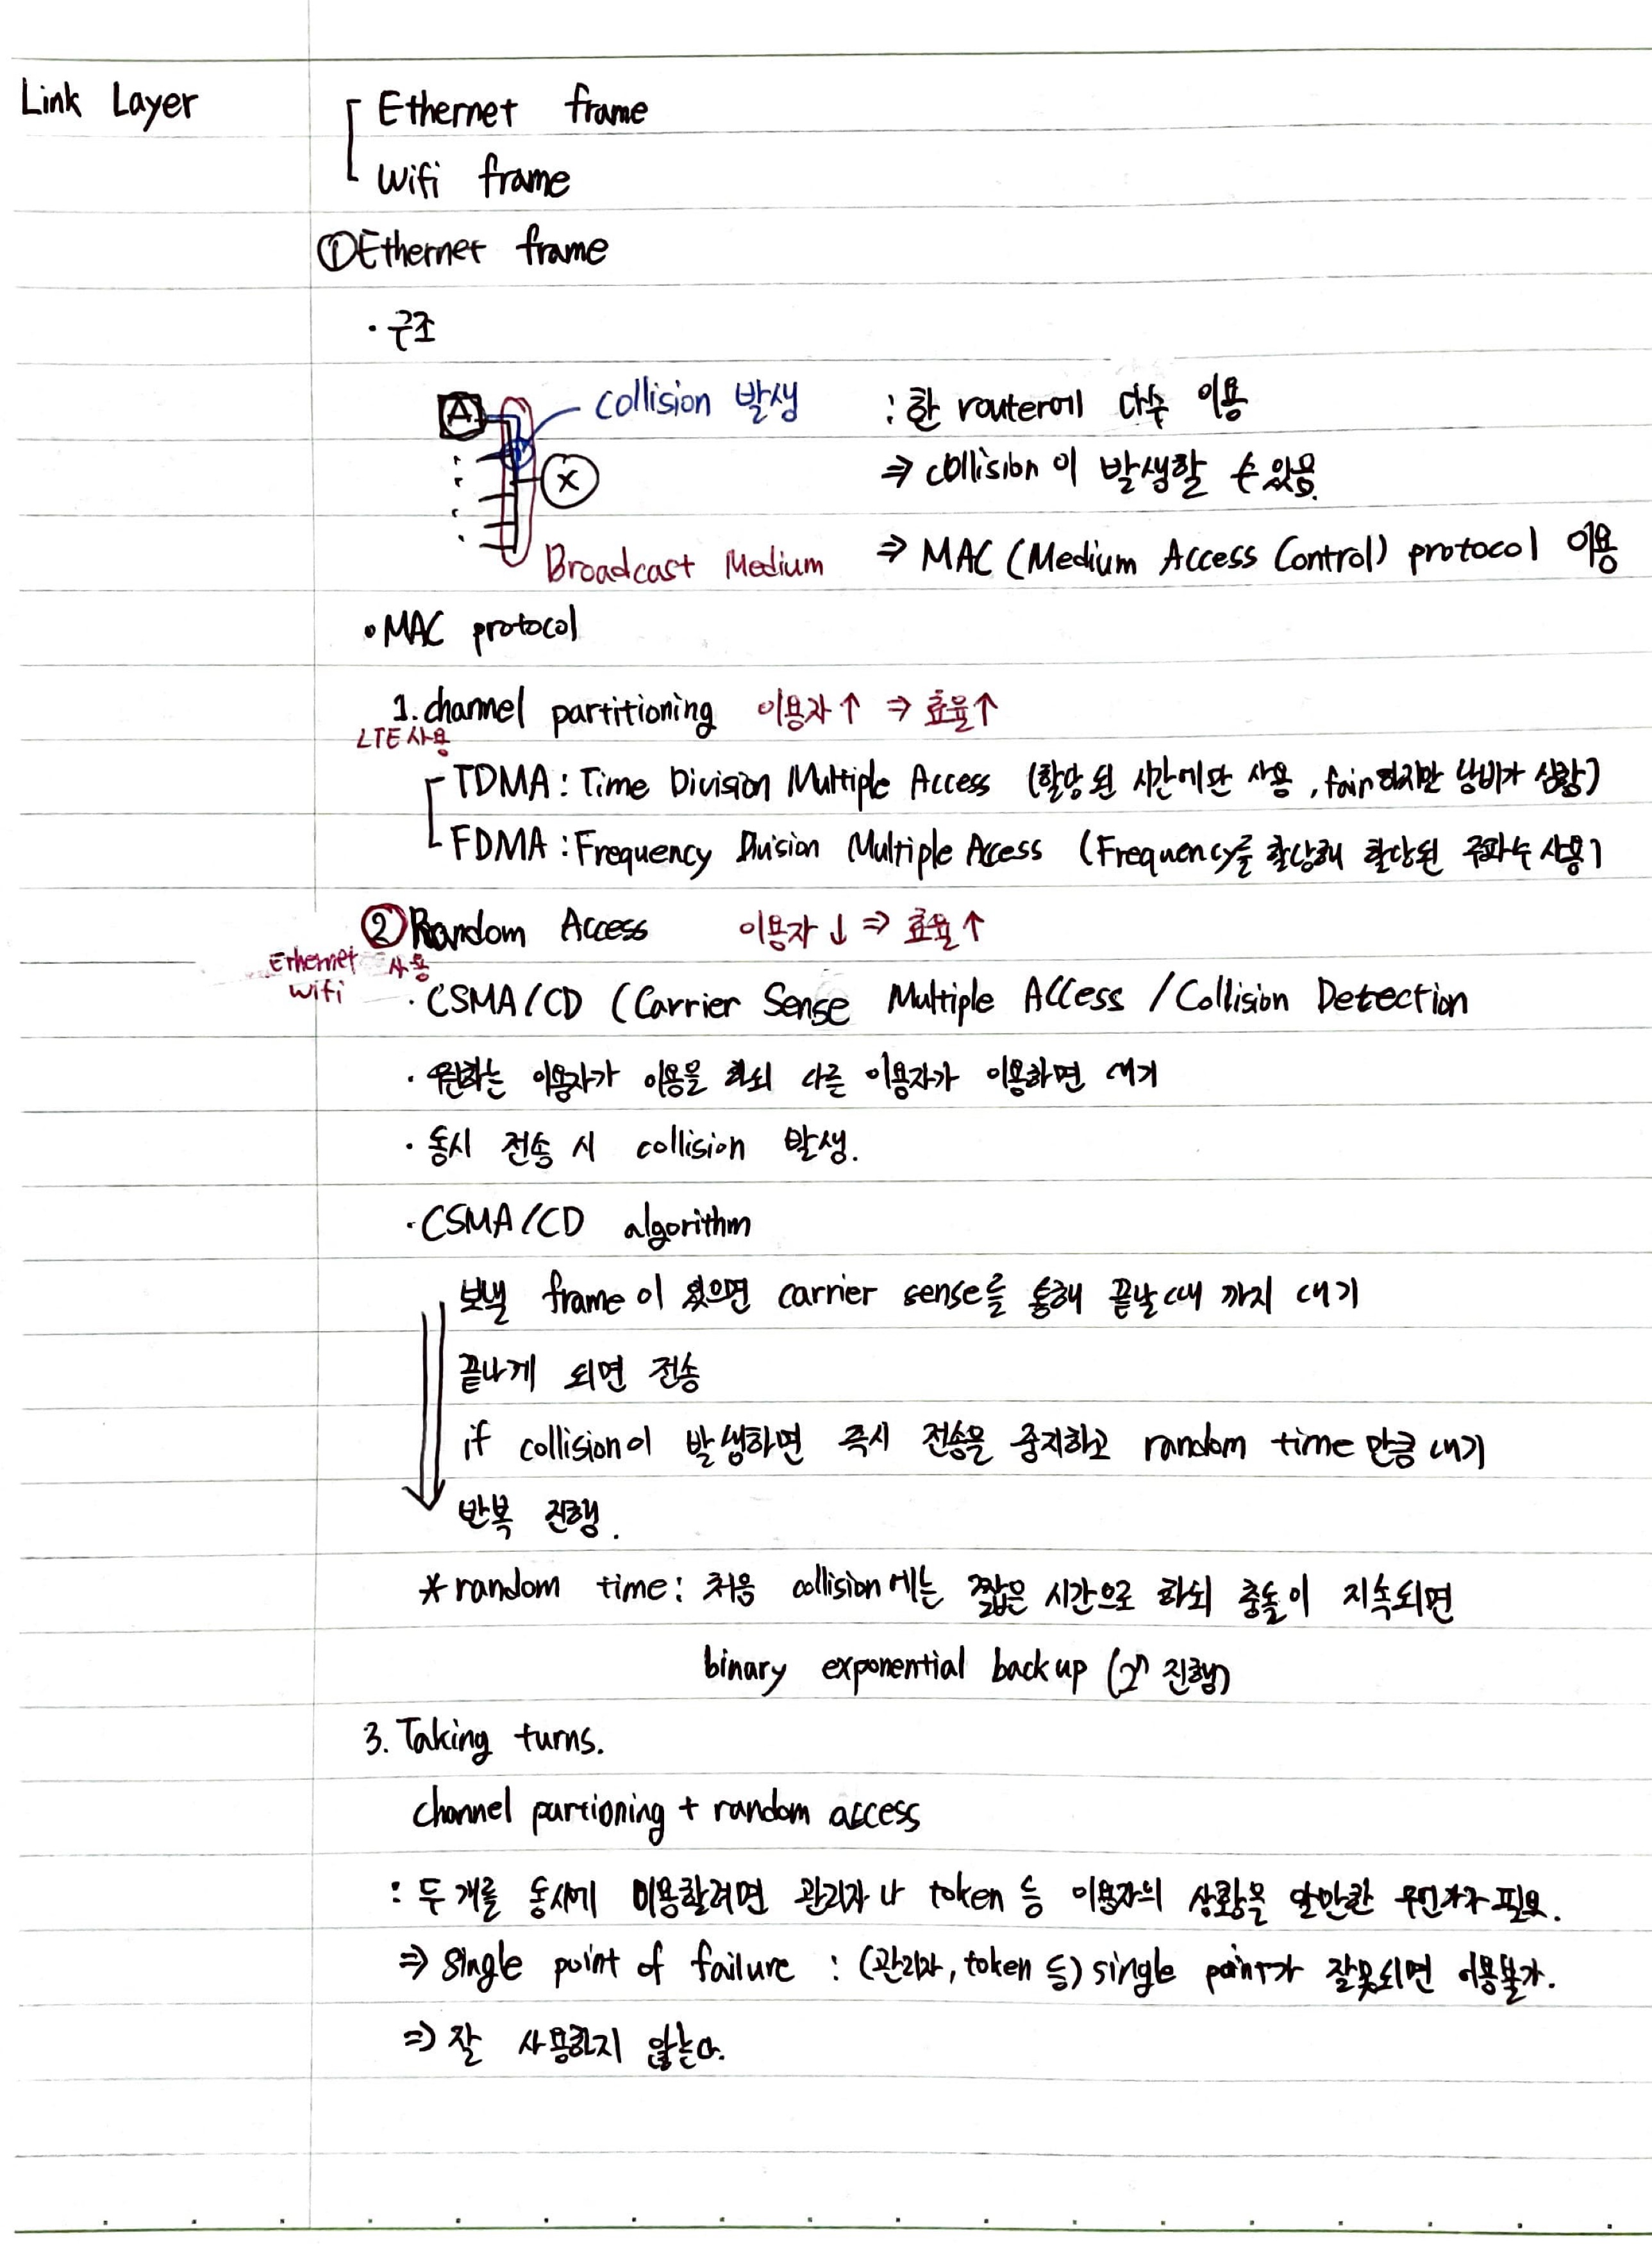 Link Layer
Ethernet frame
Wifi frame
①Ethernet frame
· 구조
A
collision 발생
: 한 router에 다수 이용
X
⇒ collision이 발생할 수 있음.
Broadcast Medium
⇒ MAC (Medium Access Control) protocol 이용
• MAC protocol
1. channel partitioning 이용자↑ ⇒ 효율↑
LTE 사용
TDMA : Time Division Multiple Access (할당된 시간에만 사용, fair하지만 낭비가 심함)
FDMA : Frequency Division Multiple Access (Frequency를 할당해 할당된 주파수 사용)
② Random Access 이용자↓ ⇒ 효율↑
Ethernet 사용
wifi
· CSMA/CD (Carrier Sense Multiple Access / Collision Detection
· 원하는 이용자가 이용을 하되 다른 이용자가 이용하면 대기
· 동시 전송 시 collision 발생.
· CSMA/CD algorithm
보낼 frame이 있으면 carrier sense를 통해 끝날 때 까지 대기
끝나게 되면 전송
if collision이 발생하면 즉시 전송을 중지하고 random time 만큼 대기
반복 진행.
* random time : 처음 collision에는 짧은 시간으로 하되 충돌이 지속되면
binary exponential back up (2ⁿ 진행)
3. Taking turns.
channel partioning + random access
: 두 개를 동시에 이용할려면 관리자나 token 등 이용자의 상황을 알만한 무언가가 필요.
⇒ single point of failure : (관리자, token 등) single point가 잘못되면 이용불가.
⇒ 잘 사용하지 않는다.